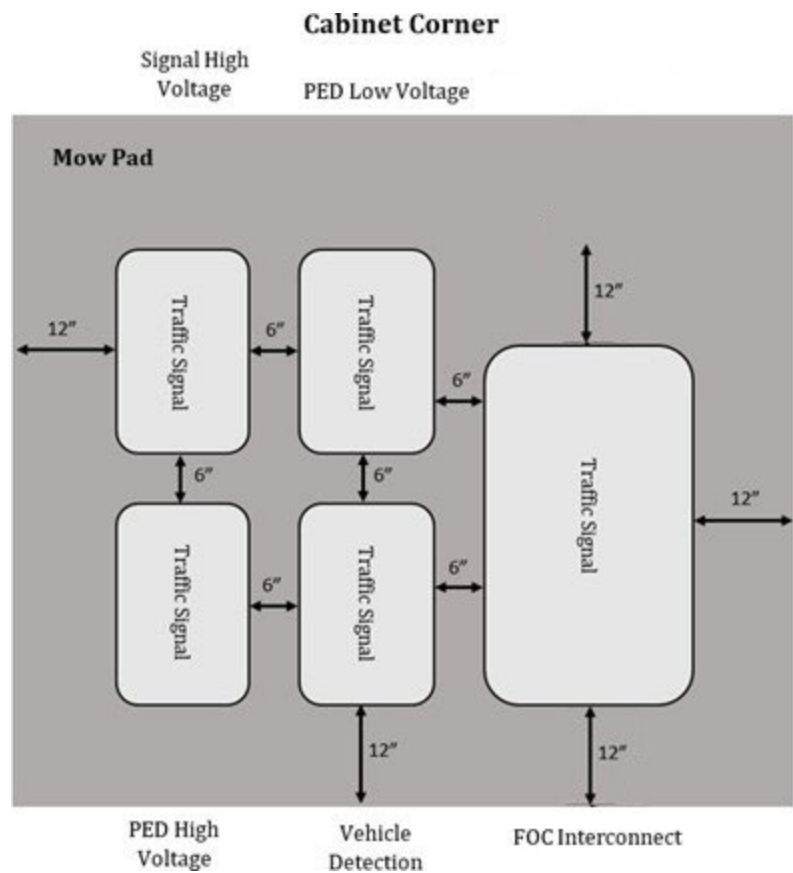 Cabinet Corner
Signal High
Voltage
PED Low Voltage
Mow Pad
Traffic Signal
Traffic Signal
12”
6”
12”
6”
Traffic Signal
6”
6”
12”
Traffic Signal
Traffic Signal
6”
6”
12”
12”
PED High
Voltage
Vehicle
Detection
FOC Interconnect